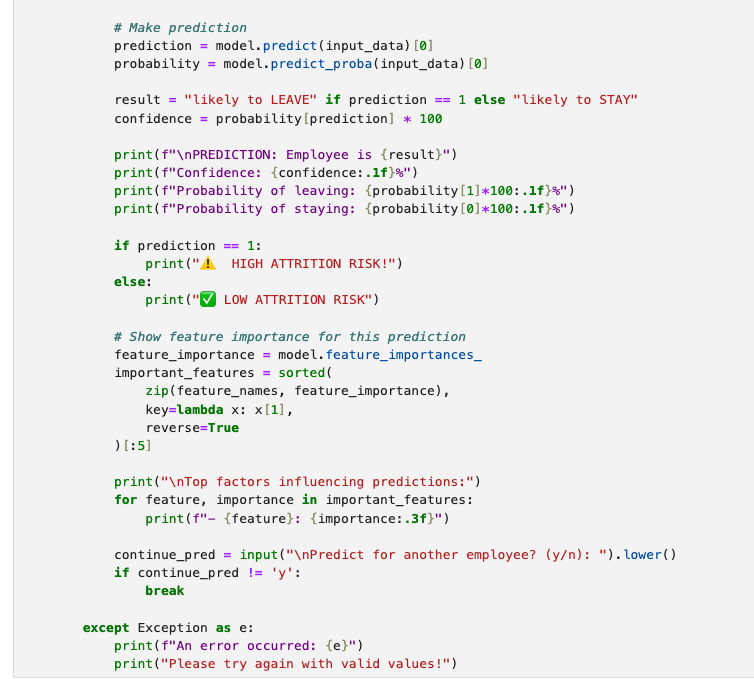 # Make prediction
prediction = model.predict(input_data)[0]
probability = model.predict_proba(input_data)[0]
result = "likely to LEAVE" if prediction == 1 else "likely to STAY"
confidence = probability[prediction] * 100
print(f"\nPREDICTION: Employee is {result}")
print(f"Confidence: {confidence:.1f}%")
print(f"Probability of leaving: {probability[1]*100:.1f}%")
print(f"Probability of staying: {probability[0]*100:.1f}%")
if prediction == 1:
print("⚠️  HIGH ATTRITION RISK!")
else:
print("✅ LOW ATTRITION RISK")
# Show feature importance for this prediction
feature_importance = model.feature_importances_
important_features = sorted(
zip(feature_names, feature_importance),
key=lambda x: x[1],
reverse=True
)[:5]
print("\nTop factors influencing predictions:")
for feature, importance in important_features:
print(f"- {feature}: {importance:.3f}")
continue_pred = input("\nPredict for another employee? (y/n): ").lower()
if continue_pred != 'y':
break
except Exception as e:
print(f"An error occurred: {e}")
print("Please try again with valid values!")